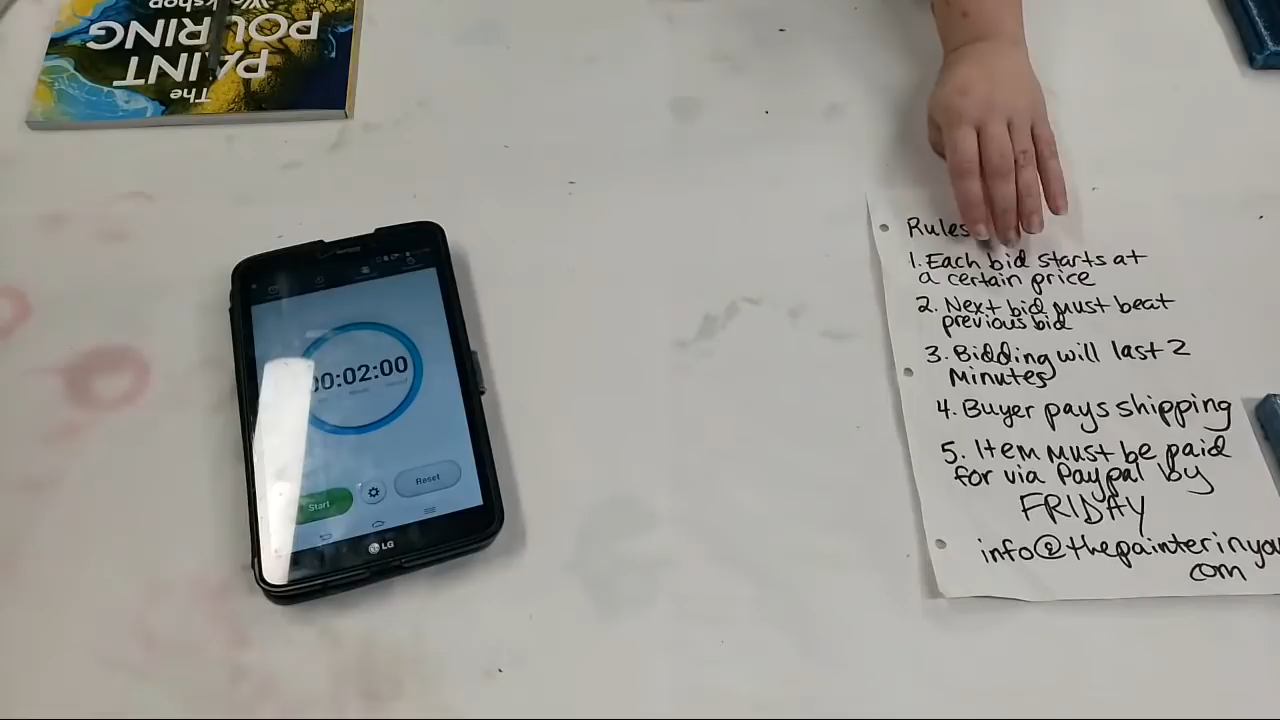 The
PAINT
POURING
Workshop
00:02:00
Start
Reset
LG
Rules
1. Each bid starts at
a certain price
2. Next bid must beat
previous bid
3. Bidding will last 2
Minutes
4. Buyer pays shipping
5. Item must be paid
for via Paypal by
FRIDAY
info@thepainterinyou
com